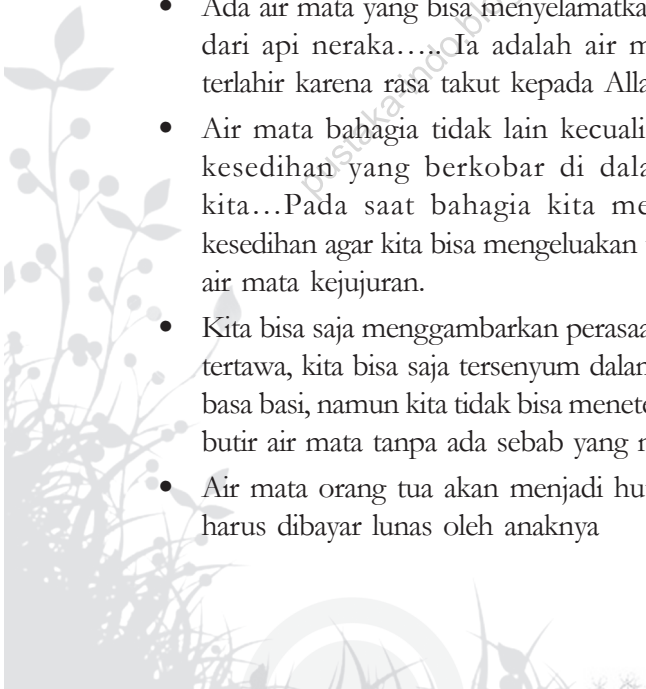 • Ada air mata yang bisa menyelamatka
dari api neraka….. Ia adalah air m
terlahir karena rasa takut kepada Alla
• Air mata bahagia tidak lain kecuali
kesedihan yang berkobar di dala
kita…Pada saat bahagia kita me
kesedihan agar kita bisa mengeluakan
air mata kejujuran.
• Kita bisa saja menggambarkan perasaa
tertawa, kita bisa saja tersenyum dalam
basa basi, namun kita tidak bisa menete
butir air mata tanpa ada sebab yang
• Air mata orang tua akan menjadi hu
harus dibayar lunas oleh anaknya
pustaka-indo.bl